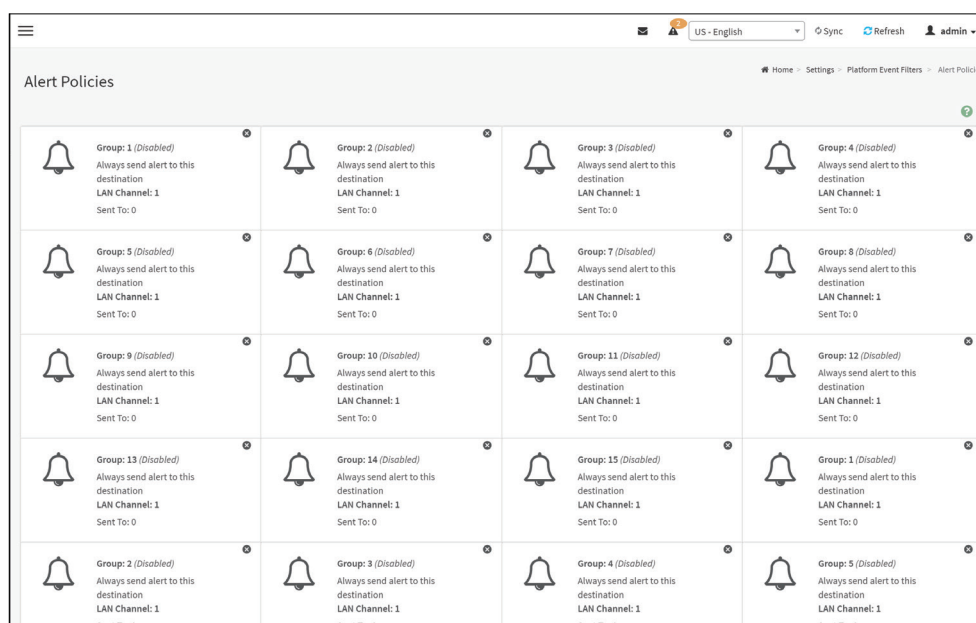 2
US - English
Sync
Refresh
admin
Alert Policies
Home > Settings > Platform Event Filters > Alert Polici
?
Group: 1 (Disabled)
Always send alert to this
destination
LAN Channel: 1
Sent To: 0
Group: 2 (Disabled)
Always send alert to this
destination
LAN Channel: 1
Sent To: 0
Group: 3 (Disabled)
Always send alert to this
destination
LAN Channel: 1
Sent To: 0
Group: 4 (Disabled)
Always send alert to this
destination
LAN Channel: 1
Sent To: 0
Group: 5 (Disabled)
Always send alert to this
destination
LAN Channel: 1
Sent To: 0
Group: 6 (Disabled)
Always send alert to this
destination
LAN Channel: 1
Sent To: 0
Group: 7 (Disabled)
Always send alert to this
destination
LAN Channel: 1
Sent To: 0
Group: 8 (Disabled)
Always send alert to this
destination
LAN Channel: 1
Sent To: 0
Group: 9 (Disabled)
Always send alert to this
destination
LAN Channel: 1
Sent To: 0
Group: 10 (Disabled)
Always send alert to this
destination
LAN Channel: 1
Sent To: 0
Group: 11 (Disabled)
Always send alert to this
destination
LAN Channel: 1
Sent To: 0
Group: 12 (Disabled)
Always send alert to this
destination
LAN Channel: 1
Sent To: 0
Group: 13 (Disabled)
Always send alert to this
destination
LAN Channel: 1
Sent To: 0
Group: 14 (Disabled)
Always send alert to this
destination
LAN Channel: 1
Sent To: 0
Group: 15 (Disabled)
Always send alert to this
destination
LAN Channel: 1
Sent To: 0
Group: 1 (Disabled)
Always send alert to this
destination
LAN Channel: 1
Sent To: 0
Group: 2 (Disabled)
Always send alert to this
destination
LAN Channel: 1
Group: 3 (Disabled)
Always send alert to this
destination
LAN Channel: 1
Group: 4 (Disabled)
Always send alert to this
destination
LAN Channel: 1
Group: 5 (Disabled)
Always send alert to this
destination
LAN Channel: 1